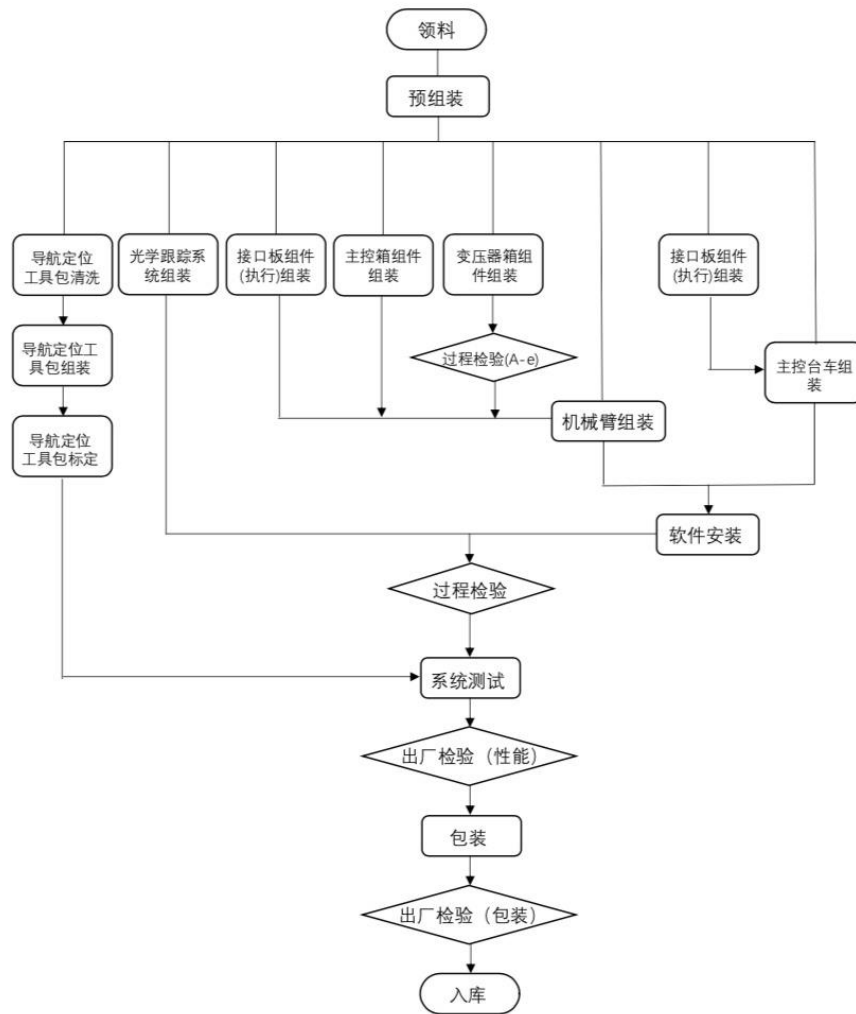 领料
预组装
导航定位
工具包清洗
光学跟踪系
统组装
接口板组件
(执行)组装
主控箱组件
组装
变压器箱组
件组装
接口板组件
(执行)组装
导航定位工
具包组装
过程检验(A-e)
主控台车组
装
导航定位
工具包标定
机械臂组装
软件安装
过程检验
系统测试
出厂检验（性能）
包装
出厂检验（包装）
入库